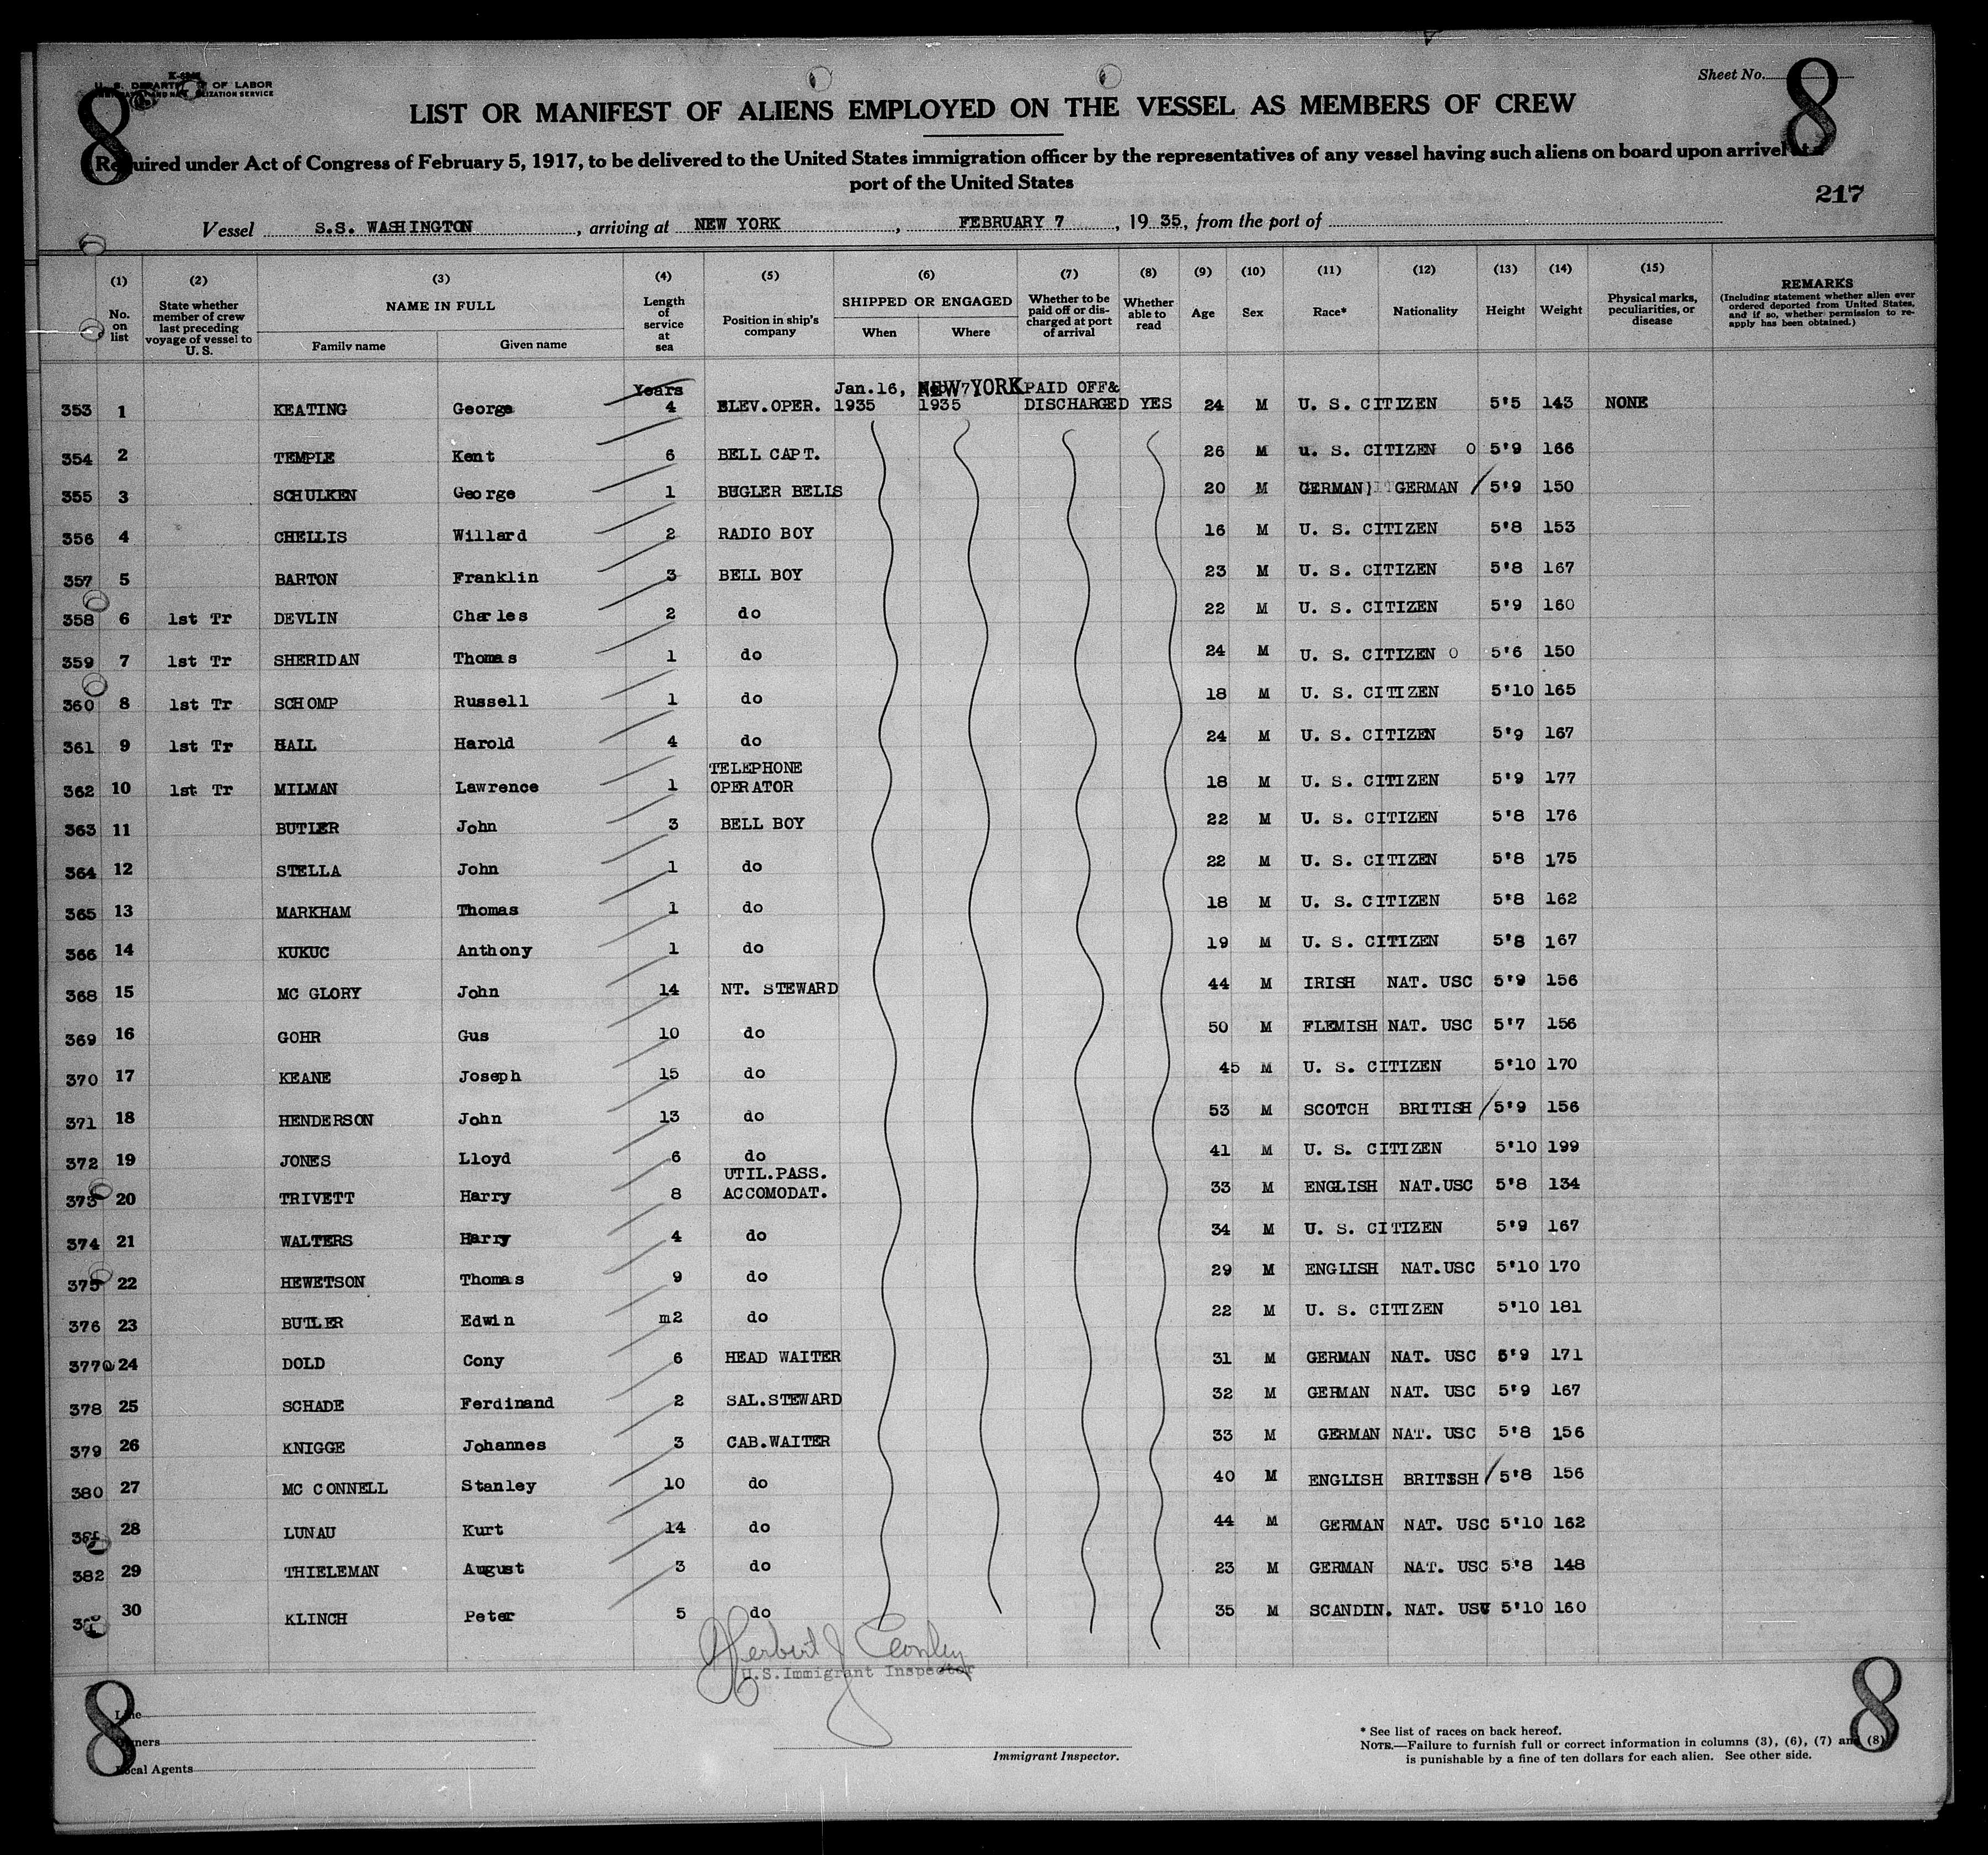 U. S. DEPARTMENT OF LABOR
Sheet No. 8
8
LIST OR MANIFEST OF ALIENS EMPLOYED ON THE VESSEL AS MEMBERS OF CREW
Required under Act of Congress of February 5, 1917, to be delivered to the United States immigration officer by the representatives of any vessel having such aliens on board upon arrival at a
port of the United States
217
Vessel S.S. WASHINGTON, arriving at NEW YORK, FEBRUARY 7, 19 35, from the port of
(1) (2) (3) (4) (5) (6) (7) (8) (9) (10) (11) (12) (13) (14) (15)
No. on list State whether member of crew last preceding voyage of vessel to U. S. NAME IN FULL Family name Given name Length of service at sea Position in ship's company SHIPPED OR ENGAGED When Where Whether to be paid off or discharged at port of arrival Whether able to read Age Sex Race* Nationality Height Weight Physical marks, peculiarities, or disease REMARKS (Including statement whether alien ever ordered deported from United States, and if so, whether permission to re-apply has been obtained.)
Years Jan.16, NEW YORK PAID OFF&
353 1 KEATING George 4 ELEV.OPER. 1935 1935 DISCHARGED YES 24 M U. S. CITIZEN 5'5 143 NONE
354 2 TEMPLE Kent 6 BELL CAPT. 26 M U. S. CITIZEN O 5'9 166
355 3 SCHULKEN George 1 BUGLER BELLS 20 M GERMAN GERMAN / 5'9 150
356 4 CHELLIS Willard 2 RADIO BOY 16 M U. S. CITIZEN 5'8 153
357 5 BARTON Franklin 3 BELL BOY 23 M U. S. CITIZEN 5'8 167
358 6 1st Tr DEVLIN Charles 2 do 22 M U. S. CITIZEN 5'9 160
359 7 1st Tr SHERIDAN Thomas 1 do 24 M U. S. CITIZEN O 5'6 150
360 8 1st Tr SCHOMP Russell 1 do 18 M U. S. CITIZEN 5'10 165
361 9 1st Tr HALL Harold 4 do 24 M U. S. CITIZEN 5'9 167
TELEPHONE
362 10 1st Tr MILMAN Lawrence 1 OPERATOR 18 M U. S. CITIZEN 5'9 177
363 11 BUTLER John 3 BELL BOY 22 M U. S. CITIZEN 5'8 176
364 12 STELLA John 1 do 22 M U. S. CITIZEN 5'8 175
365 13 MARKHAM Thomas 1 do 18 M U. S. CITIZEN 5'8 162
366 14 KUKUC Anthony 1 do 19 M U. S. CITIZEN 5'8 167
368 15 MC GLORY John 14 NT. STEWARD 44 M IRISH NAT. USC 5'9 156
369 16 GOHR Gus 10 do 50 M FLEMISH NAT. USC 5'7 156
370 17 KEANE Joseph 15 do 45 M U. S. CITIZEN 5'10 170
371 18 HENDERSON John 13 do 53 M SCOTCH BRITISH / 5'9 156
372 19 JONES Lloyd 6 do 41 M U. S. CITIZEN 5'10 199
UTIL.PASS.
373 20 TRIVETT Harry 8 ACCOMODAT. 33 M ENGLISH NAT.USC 5'8 134
374 21 WALTERS Harry 4 do 34 M U. S. CITIZEN 5'9 167
375 22 HEWETSON Thomas 9 do 29 M ENGLISH NAT.USC 5'10 170
376 23 BUTLER Edwin m2 do 22 M U. S. CITIZEN 5'10 181
377 24 DOLD Cony 6 HEAD WAITER 31 M GERMAN NAT. USC 5'9 171
378 25 SCHADE Ferdinand 2 SAL.STEWARD 32 M GERMAN NAT. USC 5'9 167
379 26 KNIGGE Johannes 3 CAB.WAITER 33 M GERMAN NAT. USC 5'8 156
380 27 MC CONNELL Stanley 10 do 40 M ENGLISH BRITISH / 5'8 156
28 LUNAU Kurt 14 do 44 M GERMAN NAT. USC 5'10 162
382 29 THIELEMAN August 3 do 23 M GERMAN NAT. USC 5'8 148
30 KLINCH Peter 5 do 35 M SCANDIN. NAT. 5'10 160
Herbert J
U.S.Immigrant Inspector
8 8
Line
Owners
Local Agents
Immigrant Inspector.
* See list of races on back hereof.
NOTE.—Failure to furnish full or correct information in columns (3), (6), (7) and (8)
is punishable by a fine of ten dollars for each alien. See other side.